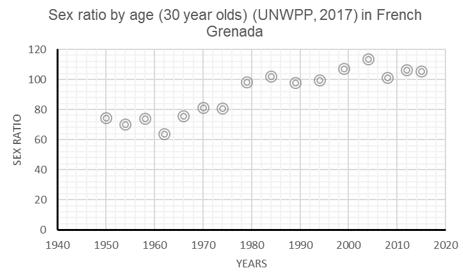 Sex ratio by age (30 year olds) (UNWPP, 2017) in French
Grenada
120
100
80
60
40
20
0
SEX RATIO
1940 1950 1960 1970 1980 1990 2000 2010 2020
YEARS